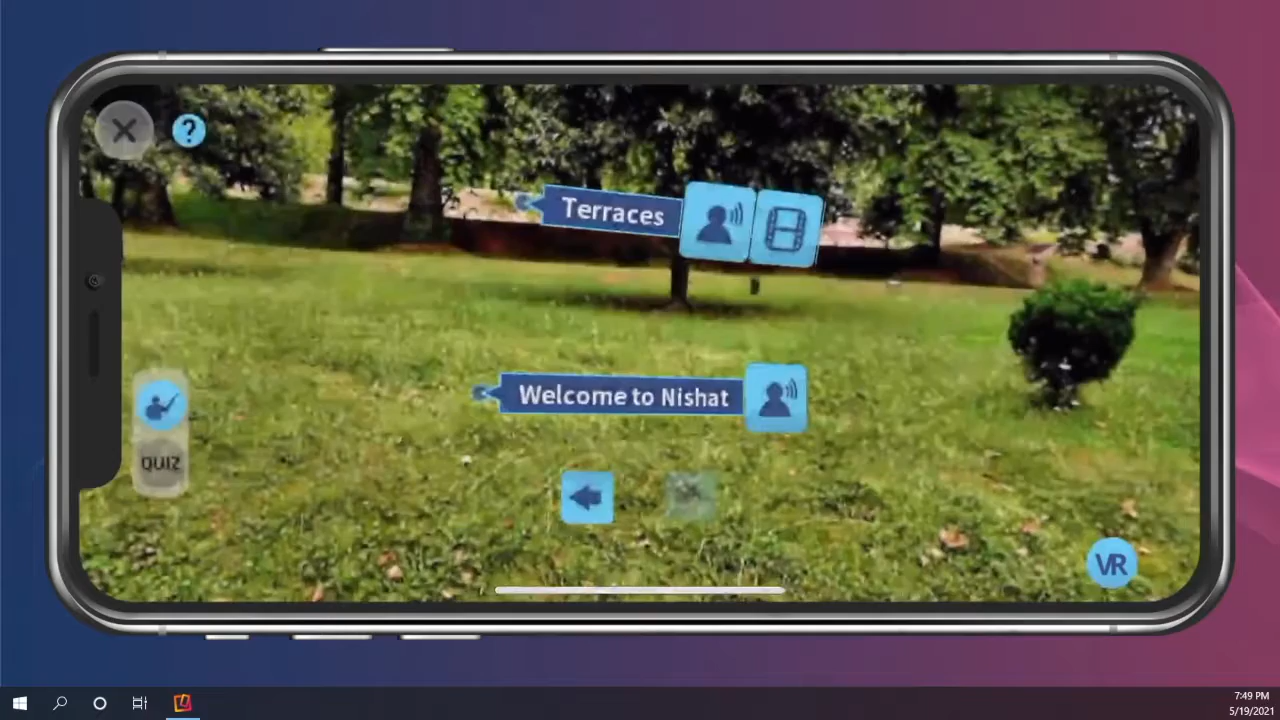 ?
Terraces
Welcome to Nishat
QUIZ
VR
7:49 PM
5/19/2021